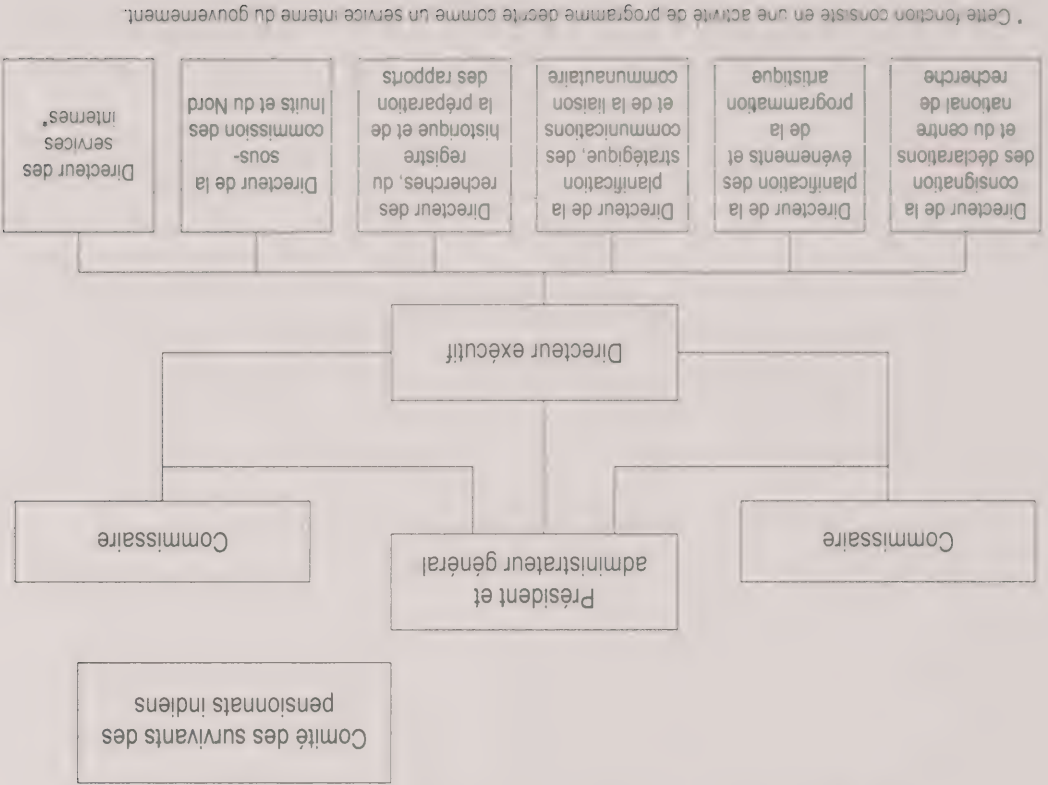 Comité des survivants des
pensionnats indiens
Commissaire
Président et
administrateur général
Commissaire
Directeur exécutif
Directeur de la
consignation
des déclarations
et du centre
national de
recherche
Directeur de la
planification des
événements et
de la
programmation
artistique
Directeur de la
planification
stratégique, des
communications
et de la liaison
communautaire
Directeur des
recherches, du
registre
historique et de
la préparation
des rapports
Directeur de la
sous-
commission des
Inuits et du Nord
Directeur des
services
internes*
* Cette fonction consiste en une activité de programme décrite comme un service interne du gouvernement.